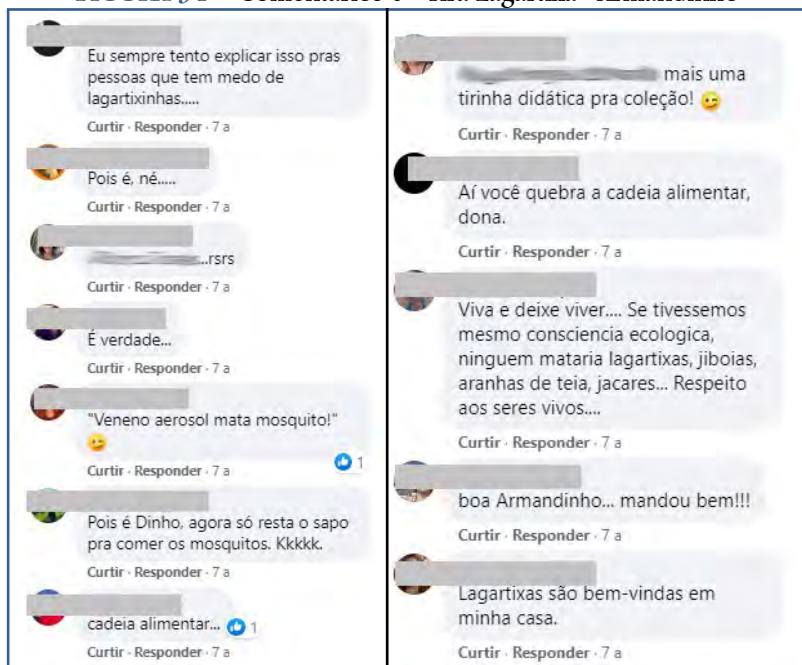 Eu sempre tento explicar isso pras
pessoas que tem medo de
lagartixinhas.....
Curtir · Responder · 7 a
Pois é, né.....
Curtir · Responder · 7 a
...rsrs
Curtir · Responder · 7 a
É verdade...
Curtir · Responder · 7 a
"Veneno aerosol mata mosquito!"
Curtir · Responder · 7 a
1
Pois é Dinho, agora só resta o sapo
pra comer os mosquitos. Kkkkk.
Curtir · Responder · 7 a
cadeia alimentar... 1
Curtir · Responder · 7 a
mais uma
tirinha didática pra coleção!
Curtir · Responder · 7 a
Aí você quebra a cadeia alimentar,
dona.
Curtir · Responder · 7 a
Viva e deixe viver.... Se tivessemos
mesmo consciencia ecologica,
ninguem mataria lagartixas, jiboias,
aranhas de teia, jacares... Respeito
aos seres vivos....
Curtir · Responder · 7 a
boa Armandinho... mandou bem!!!
Curtir · Responder · 7 a
Lagartixas são bem-vindas em
minha casa.
Curtir · Responder · 7 a